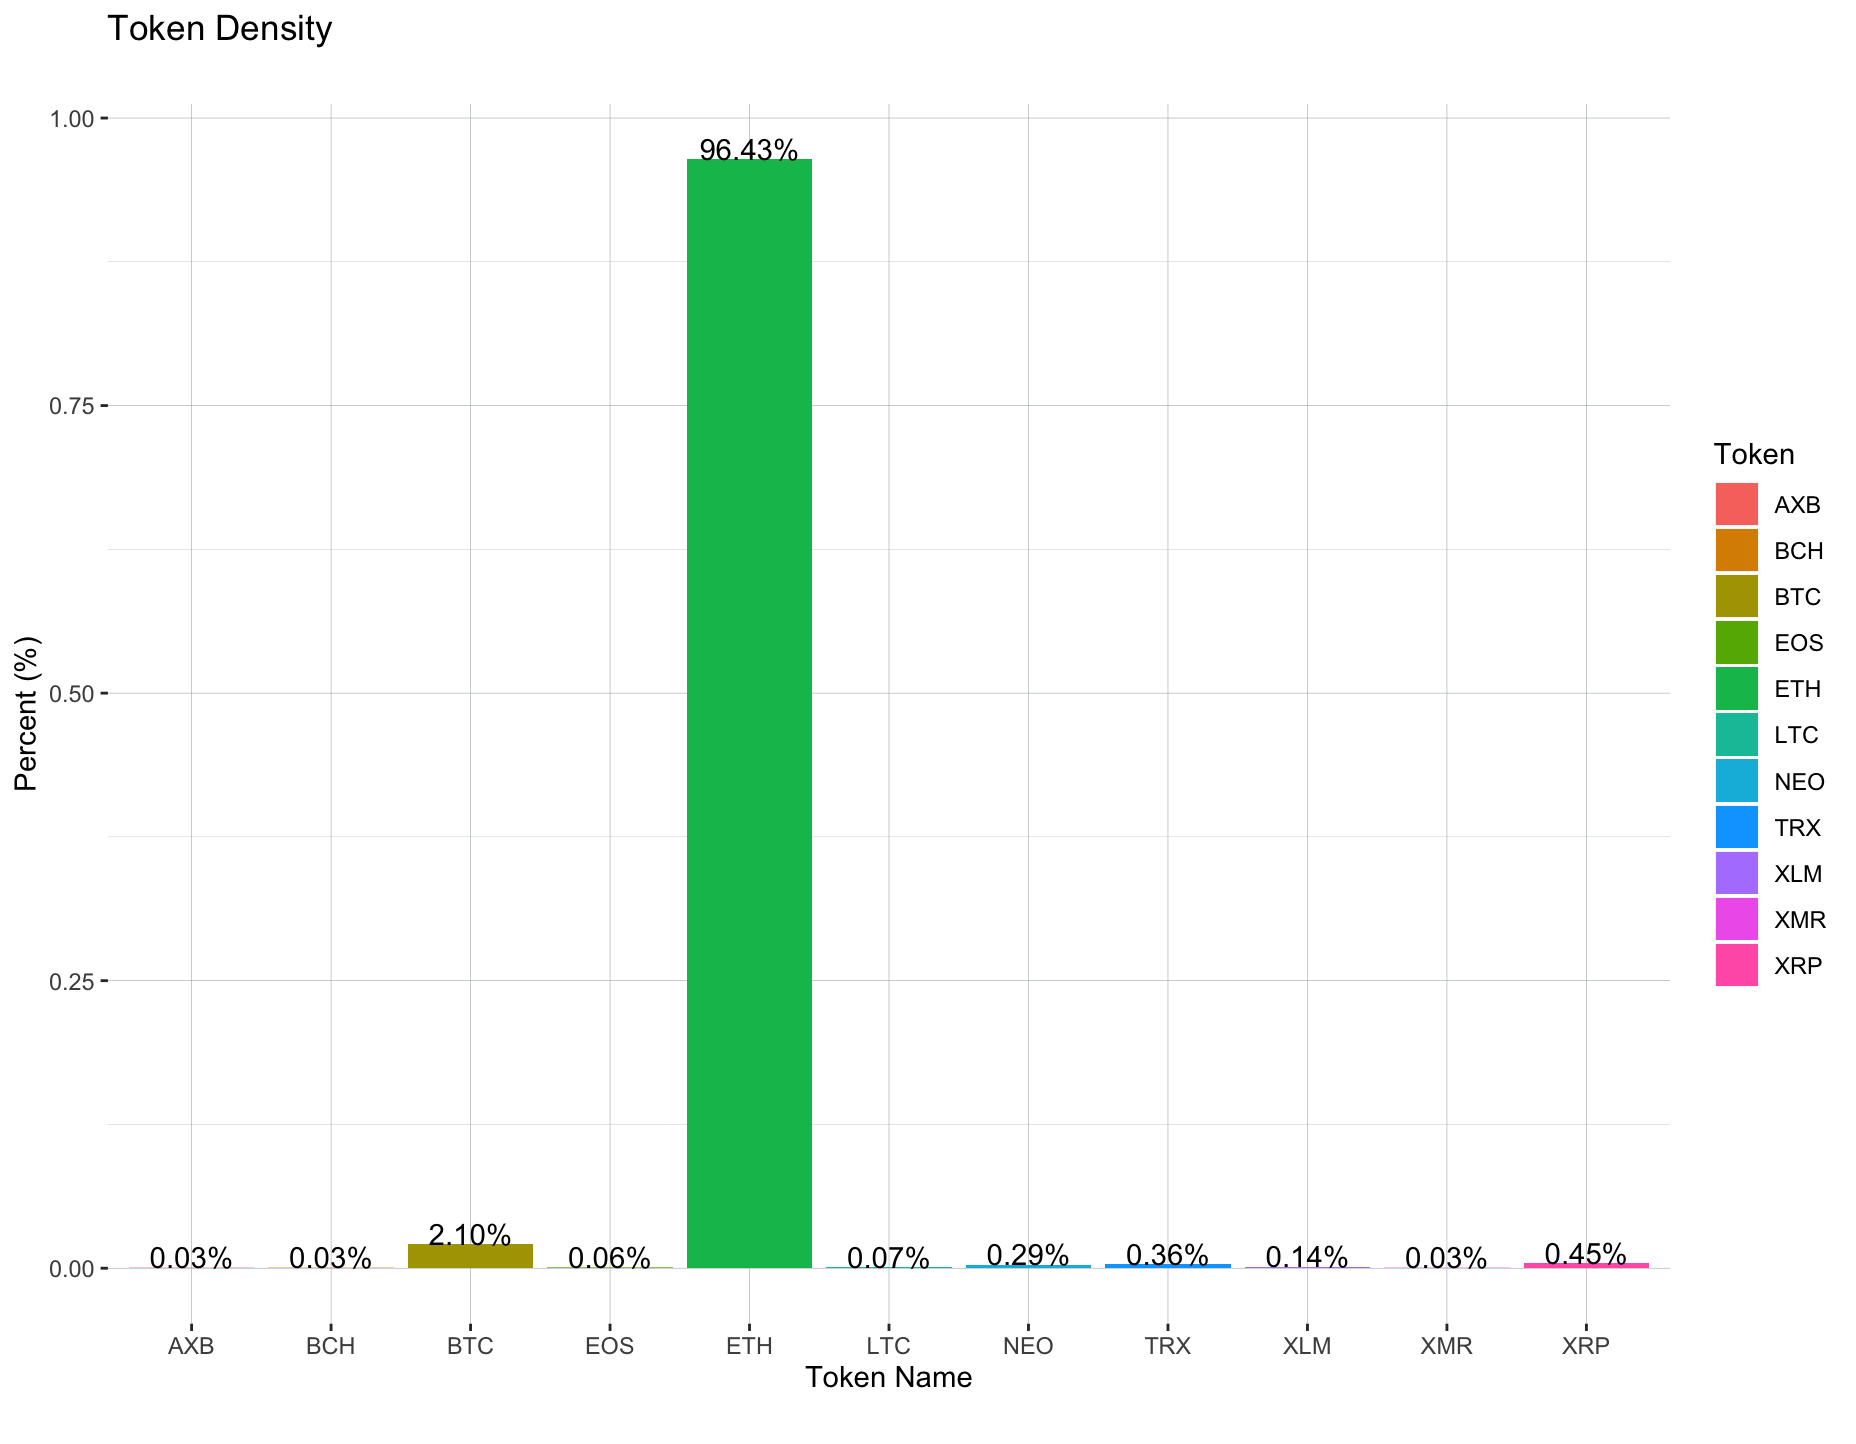 Token Density
1.00
0.75
0.50
0.25
0.00
Percent (%)
96.43%
0.03%
0.03%
2.10%
0.06%
0.07%
0.29%
0.36%
0.14%
0.03%
0.45%
AXB
BCH
BTC
EOS
ETH
LTC
NEO
TRX
XLM
XMR
XRP
Token Name
Token
AXB
BCH
BTC
EOS
ETH
LTC
NEO
TRX
XLM
XMR
XRP